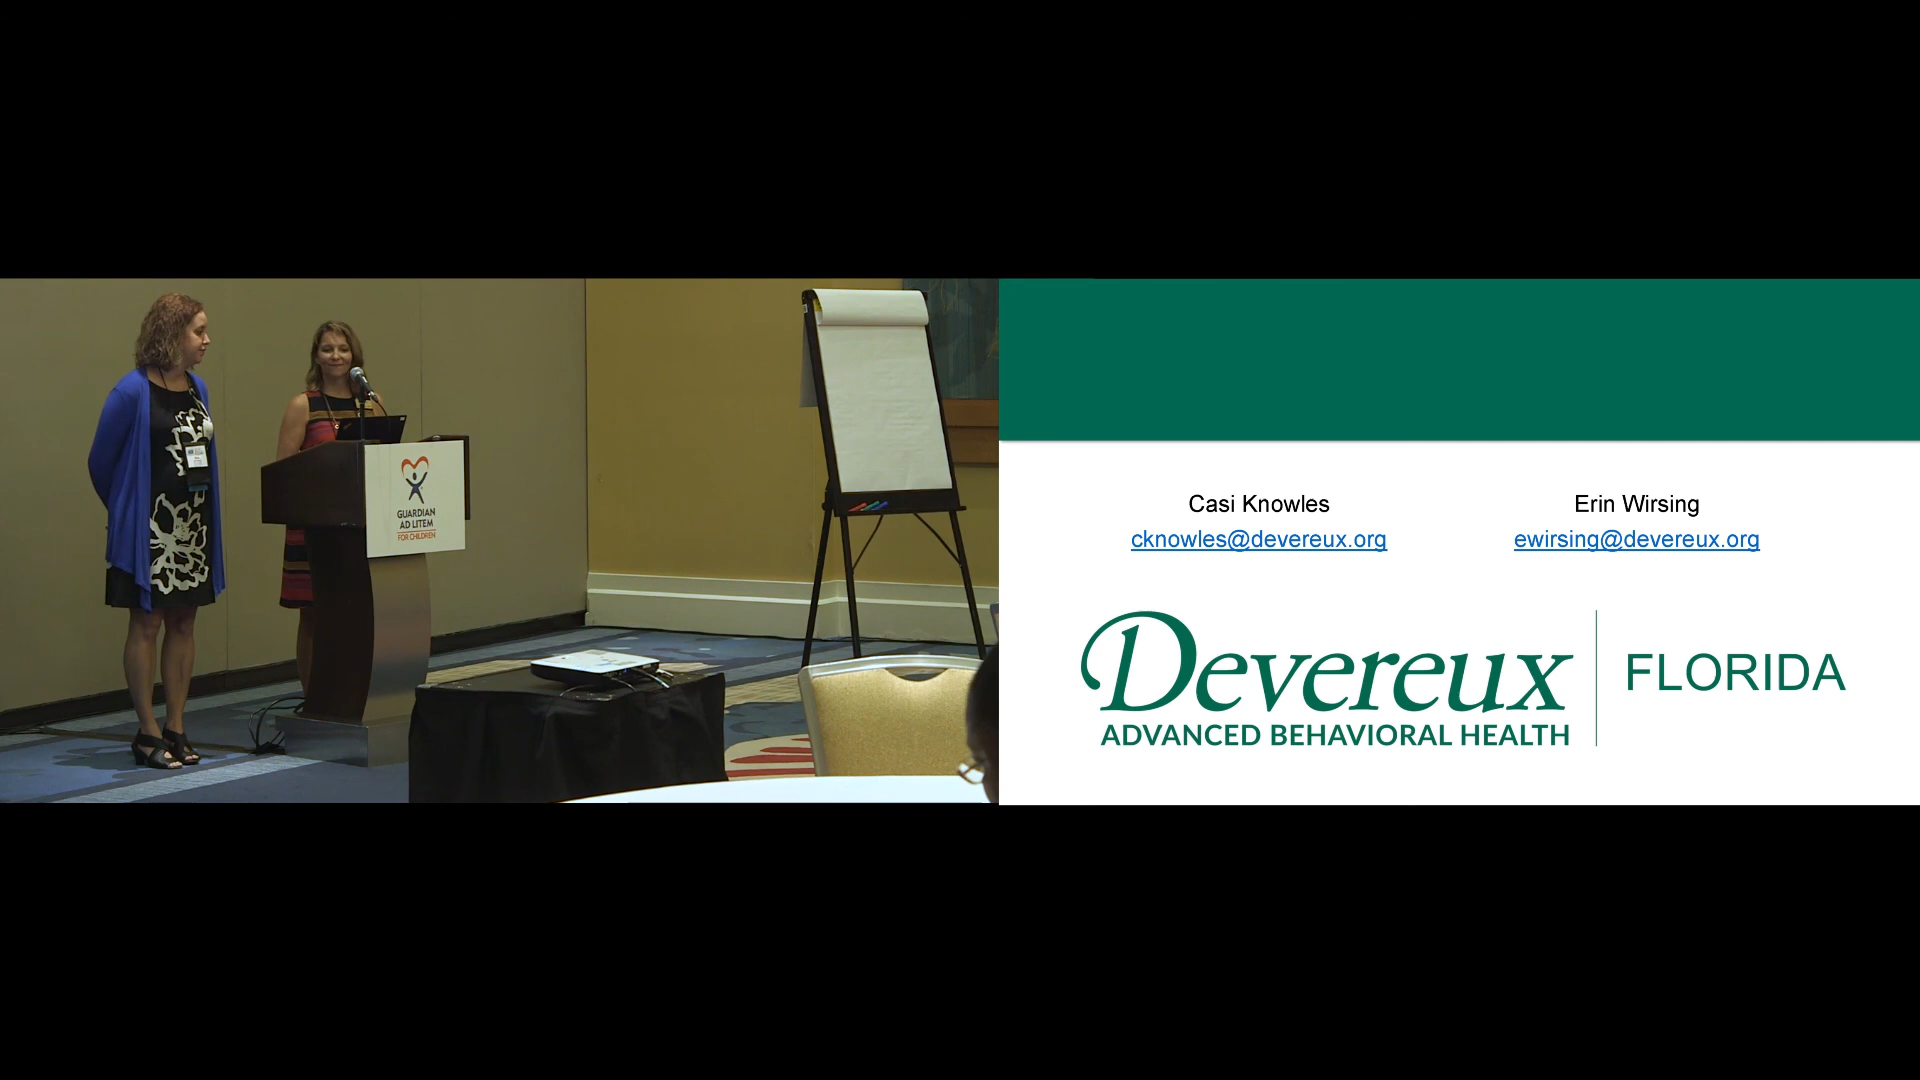 GUARDIAN
AD LITEM
FOR CHILDREN
Casi Knowles
cknowles@devereux.org
Erin Wirsing
ewirsing@devereux.org
Devereux
ADVANCED BEHAVIORAL HEALTH
FLORIDA